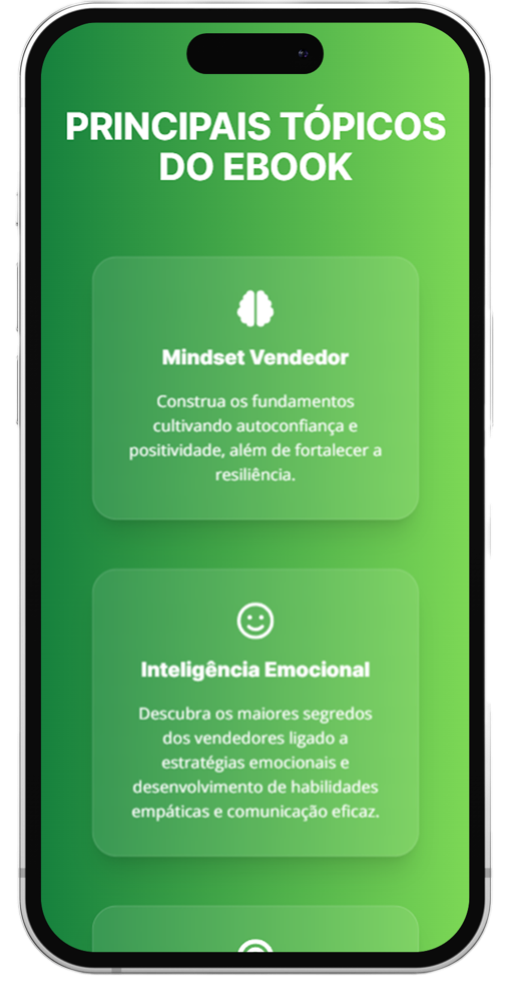 PRINCIPAIS TÓPICOS
DO EBOOK
Mindset Vendedor
Construa os fundamentos
cultivando autoconfiança e
positividade, além de fortalecer a
resiliência.
Inteligência Emocional
Descubra os maiores segredos
dos vendedores ligado a
estratégias emocionais e
desenvolvimento de habilidades
empáticas e comunicação eficaz.